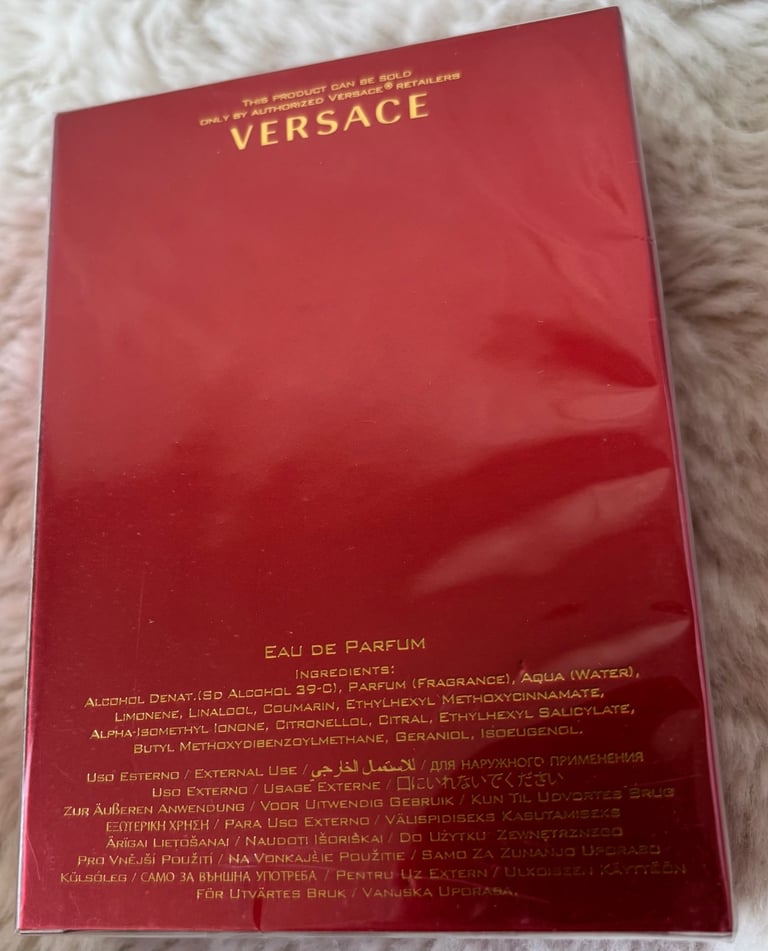 THIS PRODUCT CAN BE SOLD
ONLY BY AUTHORIZED VERSACE® RETAILERS
VERSACE
EAU DE PARFUM
INGREDIENTS:
ALCOHOL DENAT.(SD ALCOHOL 39-C), PARFUM (FRAGRANCE), AQUA (WATER),
LIMONENE, LINALOOL, COUMARIN, ETHYLHEXYL METHOXYCINNAMATE,
ALPHA-ISOMETHYL IONONE, CITRONELLOL, CITRAL, ETHYLHEXYL SALICYLATE,
BUTYL METHOXYDIBENZOYLMETHANE, GERANIOL, ISOEUGENOL.
USO ESTERNO / EXTERNAL USE / للاستعمال الخارجي / ДЛЯ НАРУЖНОГО ПРИМЕНЕНИЯ
USO EXTERNO / USAGE EXTERNE / 口にいれないでください
ZUR ÄUßEREN ANWENDUNG / VOOR UITWENDIG GEBRUIK / KUN TIL UDVORTES BRUG
ΕΞΩΤΕΡΙΚΗ ΧΡΗΣΗ / PARA USO EXTERNO / VÄLISPIDISEKS KASUTAMISEKS
ĀRĪGAI LIETOŠANAI / NAUDOTI IŠORIŠKAI / DO UŻYTKU ZEWNĘTRZNEGO
PRO VNĚJŠÍ POUŽITÍ / NA VONKAJŠIE POUŽITIE / SAMO ZA ZUNANJO UPORABO
KÜLSÓLEG / САМО ЗА ВЪНШНА УПОТРЕБА / PENTRU UZ EXTERN / ULKOISEEN KÄYTTÖÖN
FÖR UTVÄRTES BRUK / VANJSKA UPORABA.